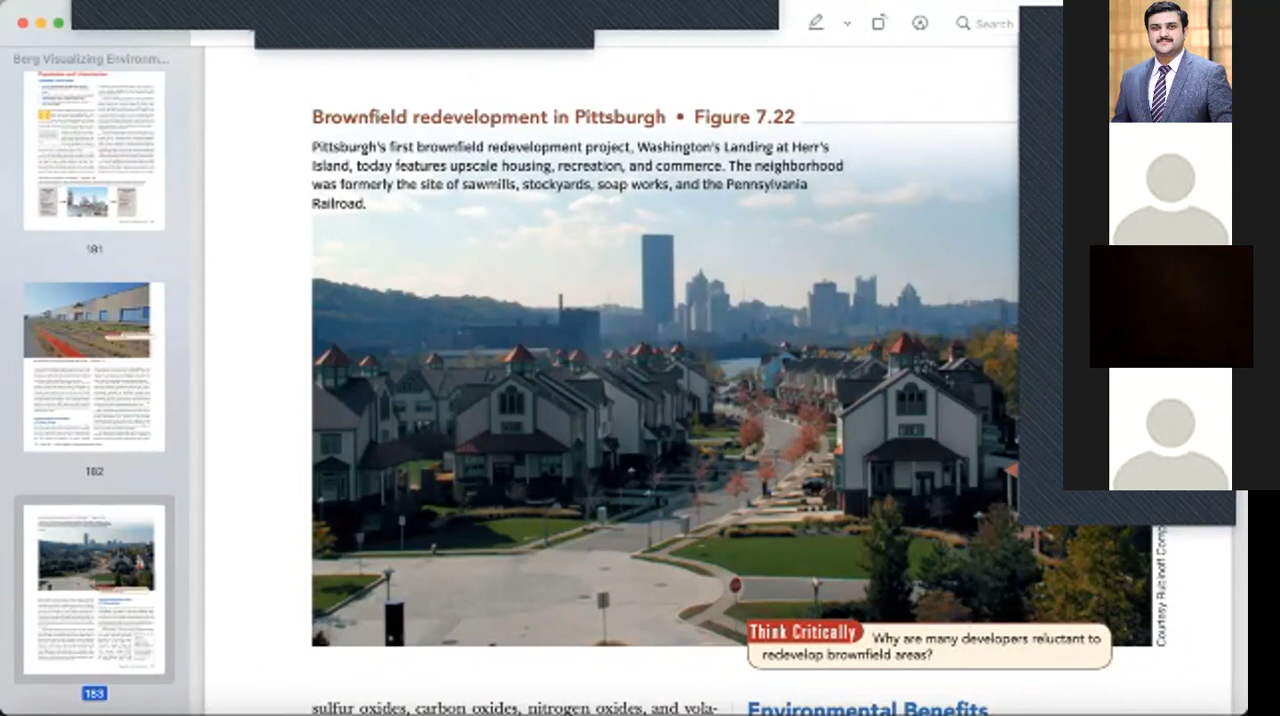 Search
Berg Visualizing Environm...
181
182
183
Brownfield redevelopment in Pittsburgh • Figure 7.22
Pittsburgh's first brownfield redevelopment project, Washington's Landing at Herr's
Island, today features upscale housing, recreation, and commerce. The neighborhood
was formerly the site of sawmills, stockyards, soap works, and the Pennsylvania
Railroad.
Think Critically
Why are many developers reluctant to
redevelop brownfield areas?
Courtesy Rubinoff
sulfur oxides, carbon oxides, nitrogen oxides, and vola-
Environmental Benefits